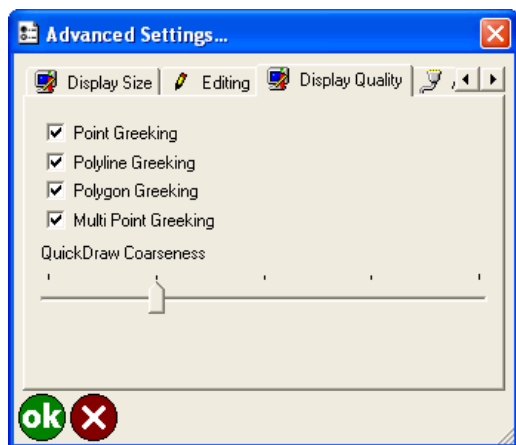 Advanced Settings...
Display Size Editing Display Quality
Point Greeking
Polyline Greeking
Polygon Greeking
Multi Point Greeking
QuickDraw Coarseness
ok